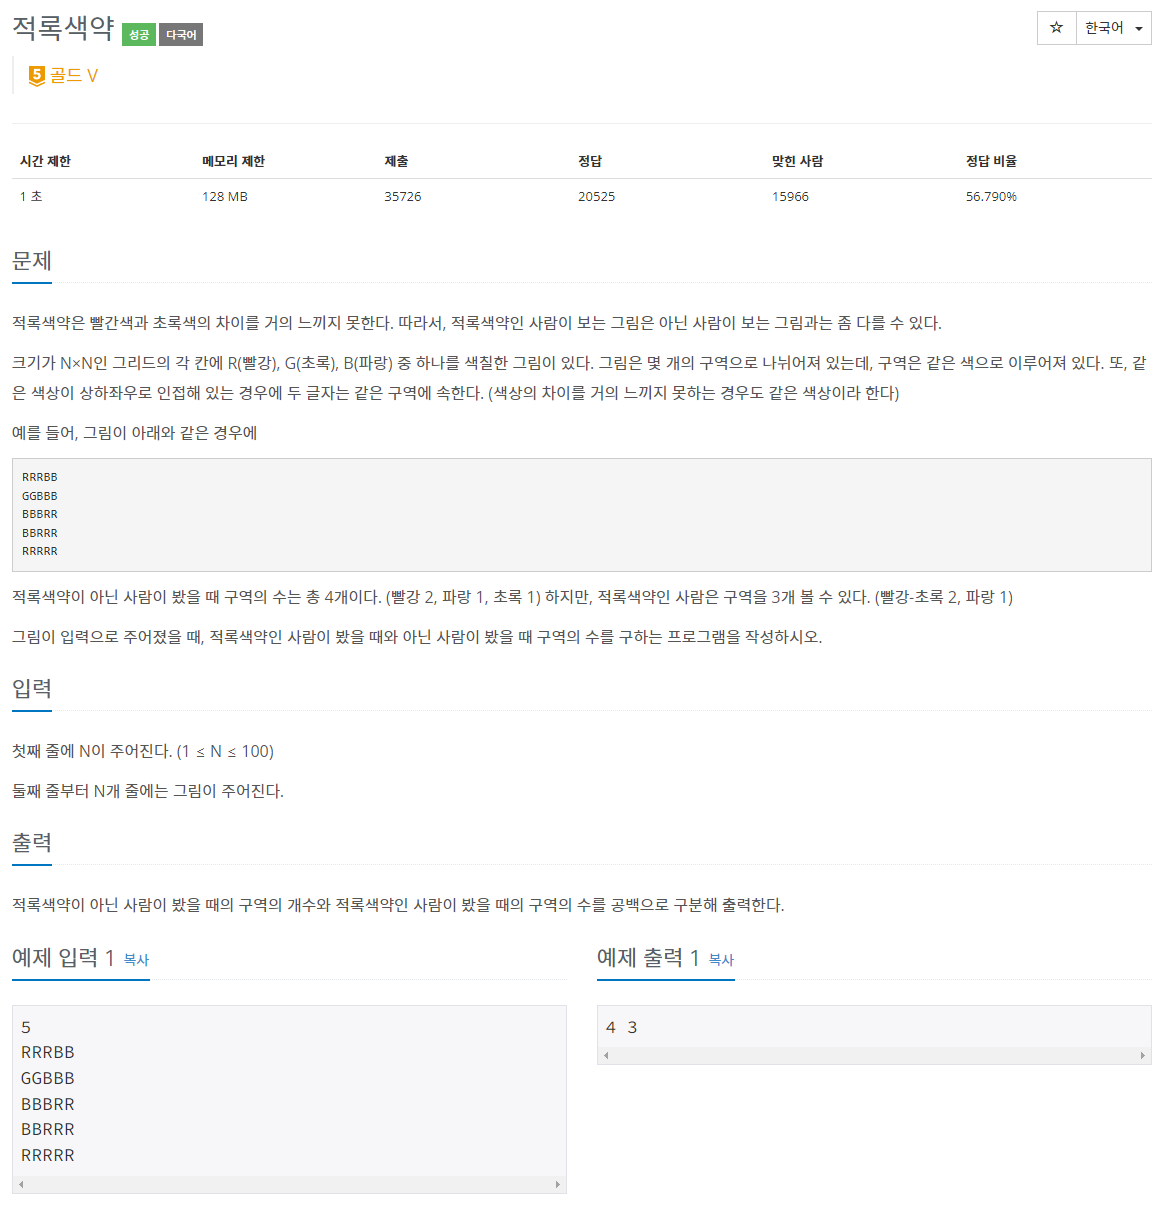 적록색약 성공 다국어
☆ 한국어
5 골드 V
시간 제한 메모리 제한 제출 정답 맞힌 사람 정답 비율
1 초 128 MB 35726 20525 15966 56.790%
문제
적록색약은 빨간색과 초록색의 차이를 거의 느끼지 못한다. 따라서, 적록색약인 사람이 보는 그림은 아닌 사람이 보는 그림과는 좀 다를 수 있다.
크기가 N×N인 그리드의 각 칸에 R(빨강), G(초록), B(파랑) 중 하나를 색칠한 그림이 있다. 그림은 몇 개의 구역으로 나뉘어져 있는데, 구역은 같은 색으로 이루어져 있다. 또, 같
은 색상이 상하좌우로 인접해 있는 경우에 두 글자는 같은 구역에 속한다. (색상의 차이를 거의 느끼지 못하는 경우도 같은 색상이라 한다)
예를 들어, 그림이 아래와 같은 경우에
RRRBB
GGBBB
BBBRR
BBRRR
RRRRR
적록색약이 아닌 사람이 봤을 때 구역의 수는 총 4개이다. (빨강 2, 파랑 1, 초록 1) 하지만, 적록색약인 사람은 구역을 3개 볼 수 있다. (빨강-초록 2, 파랑 1)
그림이 입력으로 주어졌을 때, 적록색약인 사람이 봤을 때와 아닌 사람이 봤을 때 구역의 수를 구하는 프로그램을 작성하시오.
입력
첫째 줄에 N이 주어진다. (1 ≤ N ≤ 100)
둘째 줄부터 N개 줄에는 그림이 주어진다.
출력
적록색약이 아닌 사람이 봤을 때의 구역의 개수와 적록색약인 사람이 봤을 때의 구역의 수를 공백으로 구분해 출력한다.
예제 입력 1 복사
5
RRRBB
GGBBB
BBBRR
BBRRR
RRRRR
예제 출력 1 복사
4 3